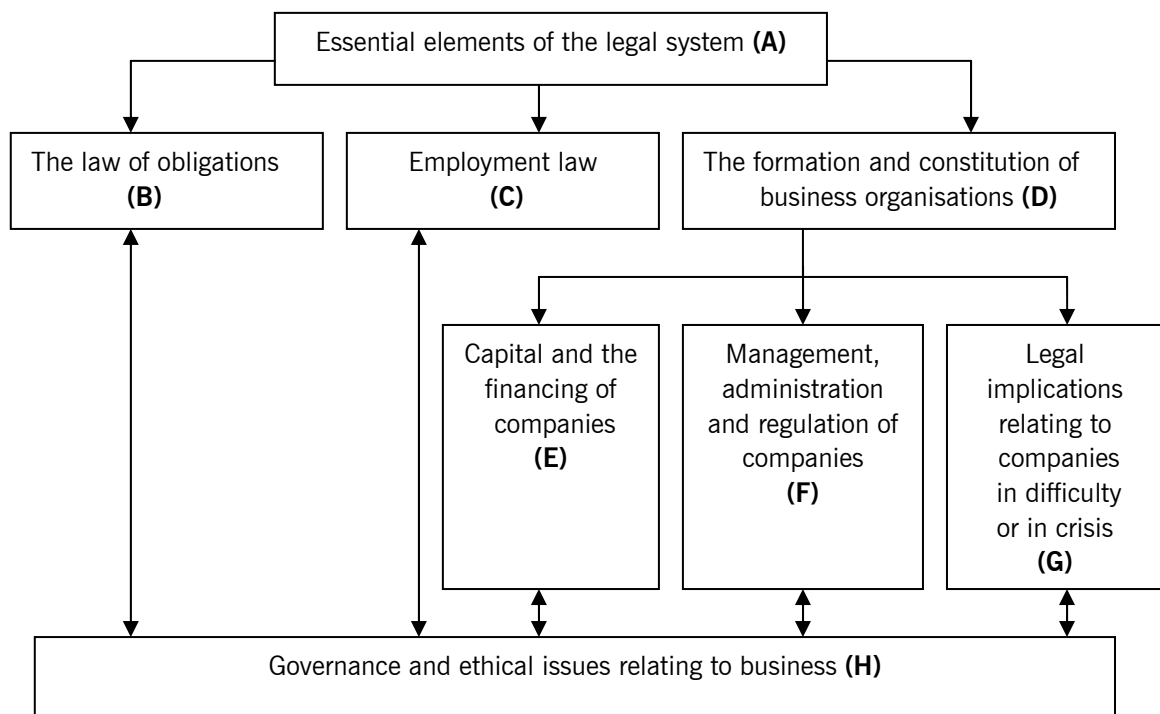 Essential elements of the legal system (A)
The law of obligations
(B)
Employment law
(C)
The formation and constitution of
business organisations (D)
Capital and the
financing of
companies
(E)
Management,
administration
and regulation of
companies
(F)
Legal
implications
relating to
companies
in difficulty
or in crisis
(G)
Governance and ethical issues relating to business (H)